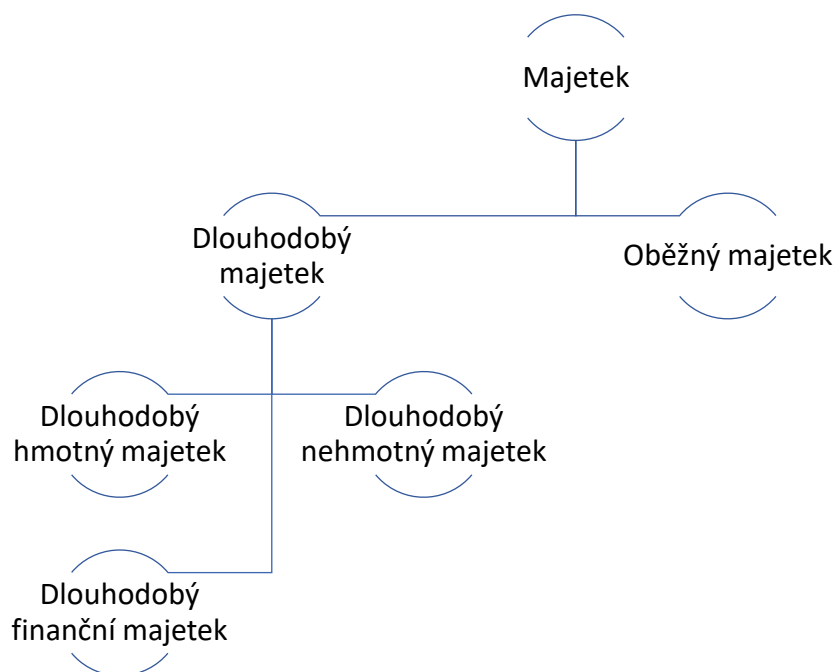 Majetek
Dlouhodobý
majetek
Oběžný majetek
Dlouhodobý
hmotný majetek
Dlouhodobý
nehmotný majetek
Dlouhodobý
finanční majetek